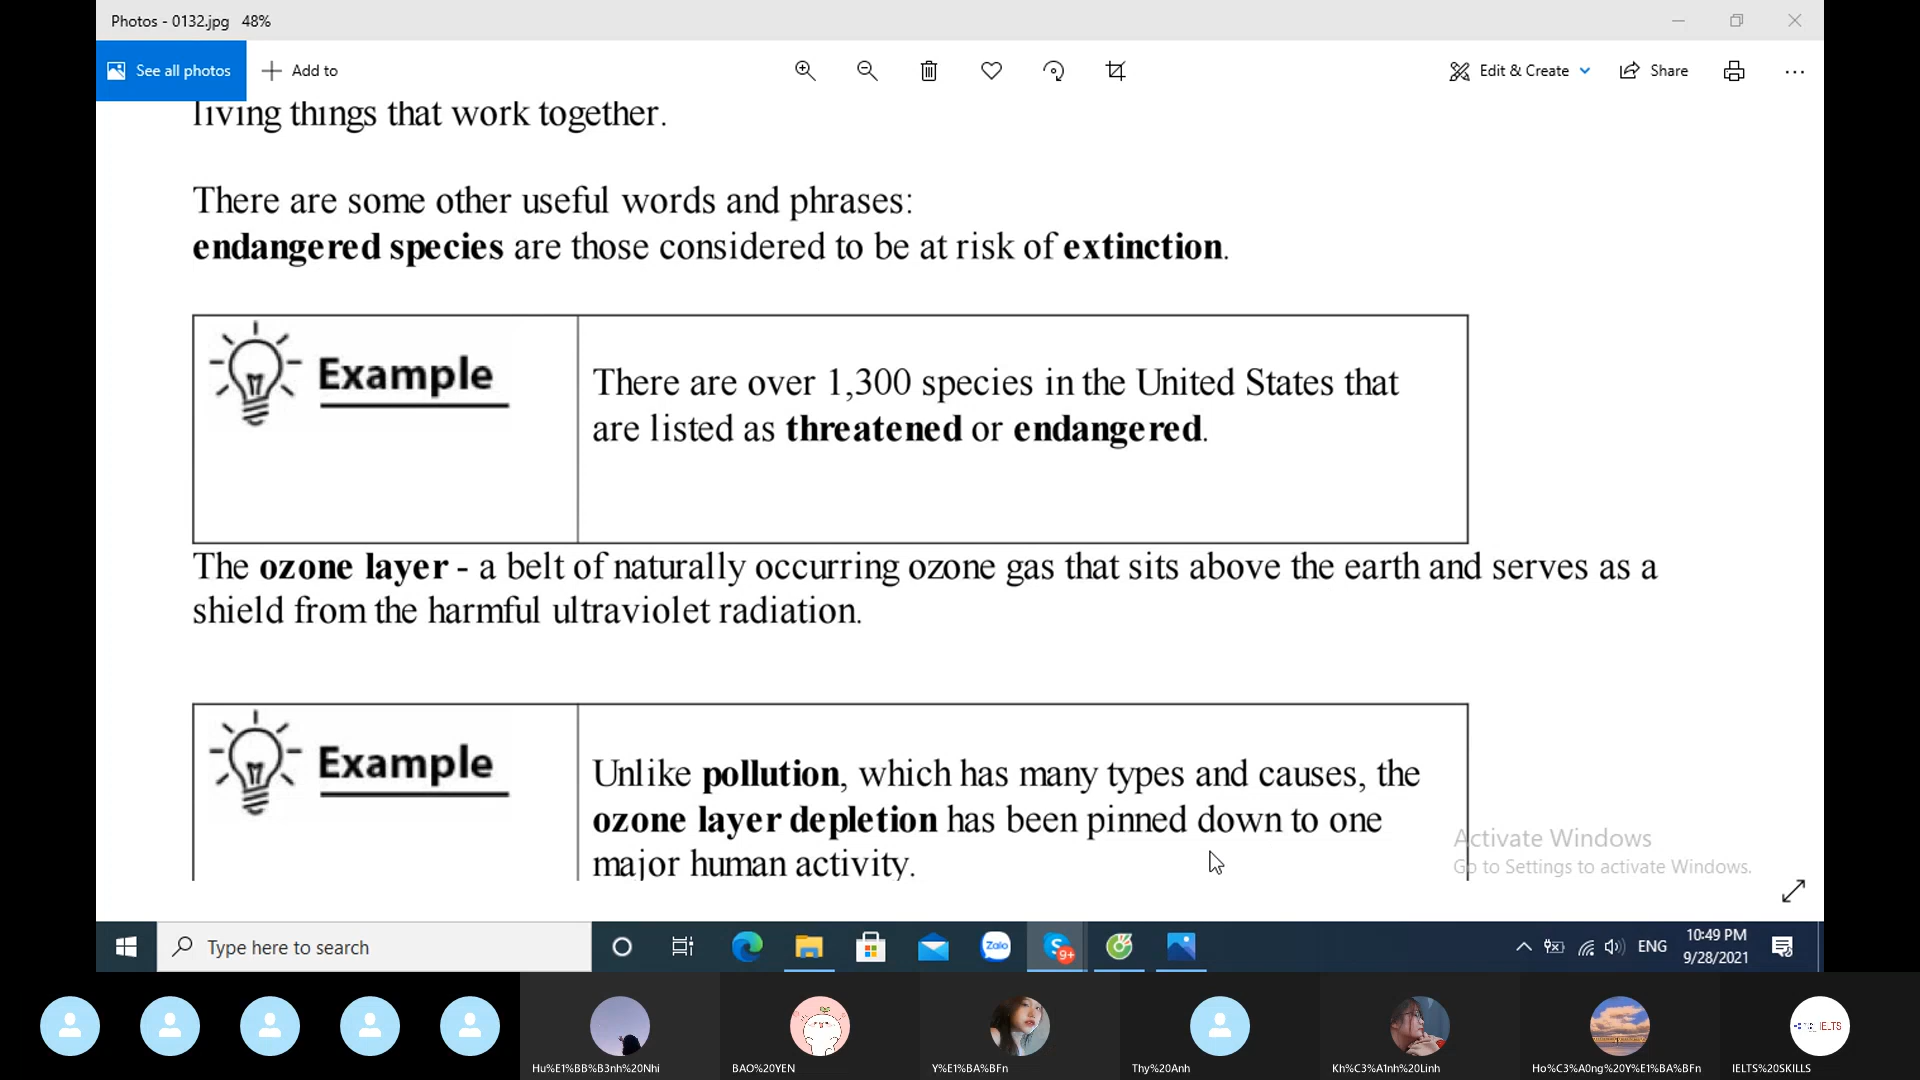 Photos - 0132.jpg   48%
See all photos
Add to
Edit & Create
Share
living things that work together.
There are some other useful words and phrases:
endangered species are those considered to be at risk of extinction.
Example
There are over 1,300 species in the United States that
are listed as threatened or endangered.
The ozone layer - a belt of naturally occurring ozone gas that sits above the earth and serves as a
shield from the harmful ultraviolet radiation.
Example
Unlike pollution, which has many types and causes, the
ozone layer depletion has been pinned down to one
major human activity.
Activate Windows
Go to Settings to activate Windows.
Type here to search
Zalo
S
9+
ENG
10:49 PM
9/28/2021
IELTS
Hu%E1%BB%B3nh%20Nhi
BAO%20YEN
Y%E1%BA%BFn
Thy%20Anh
Kh%C3%A1nh%20Linh
Ho%C3%A0ng%20Y%E1%BA%BFn
IELTS%20SKILLS